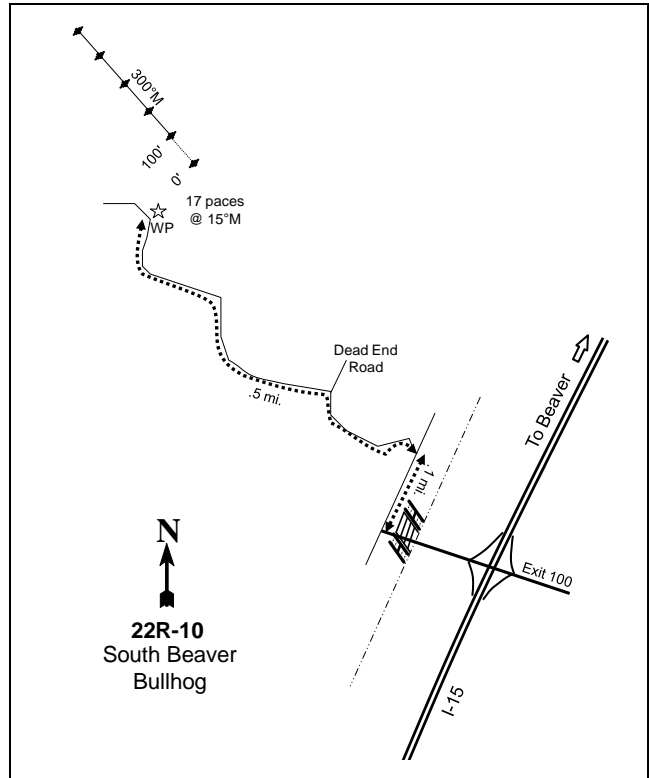 300°M
100'
0'
17 paces
@ 15°M
WP
Dead End
Road
.5 mi.
To Beaver
.1 mi.
Exit 100
N
22R-10
South Beaver
Bullhog
I-15